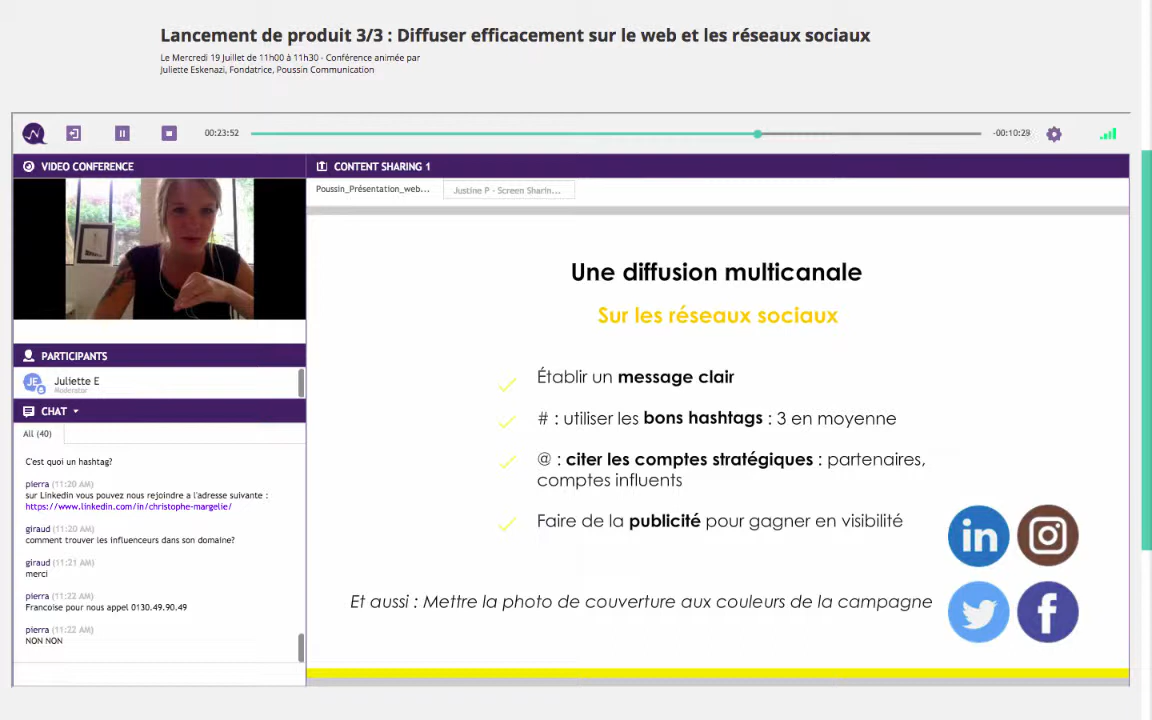 Lancement de produit 3/3 : Diffuser efficacement sur le web et les réseaux sociaux
Le Mercredi 19 Juillet de 11h00 à 11h30 - Conférence animée par
Juliette Eskenazi, Fondatrice, Poussin Communication
00:23:52
-00:10:29
VIDEO CONFERENCE
CONTENT SHARING 1
Poussin_Présentation_web...
Justine P - Screen Sharin...
Une diffusion multicanale
Sur les réseaux sociaux
Établir un message clair
# : utiliser les bons hashtags : 3 en moyenne
@ : citer les comptes stratégiques : partenaires,
comptes influents
Faire de la publicité pour gagner en visibilité
Et aussi : Mettre la photo de couverture aux couleurs de la campagne
in
f
PARTICIPANTS
JE
Juliette E
Moderator
CHAT
All (40)
C'est quoi un hashtag?
pierra (11:20 AM)
sur Linkedin vous pouvez nous rejoindre a l'adresse suivante :
https://www.linkedin.com/in/christophe-margelie/
giraud (11:20 AM)
comment trouver les influenceurs dans son domaine?
giraud (11:21 AM)
merci
pierra (11:22 AM)
Francoise pour nous appel 0130.49.90.49
pierra (11:22 AM)
NON NON